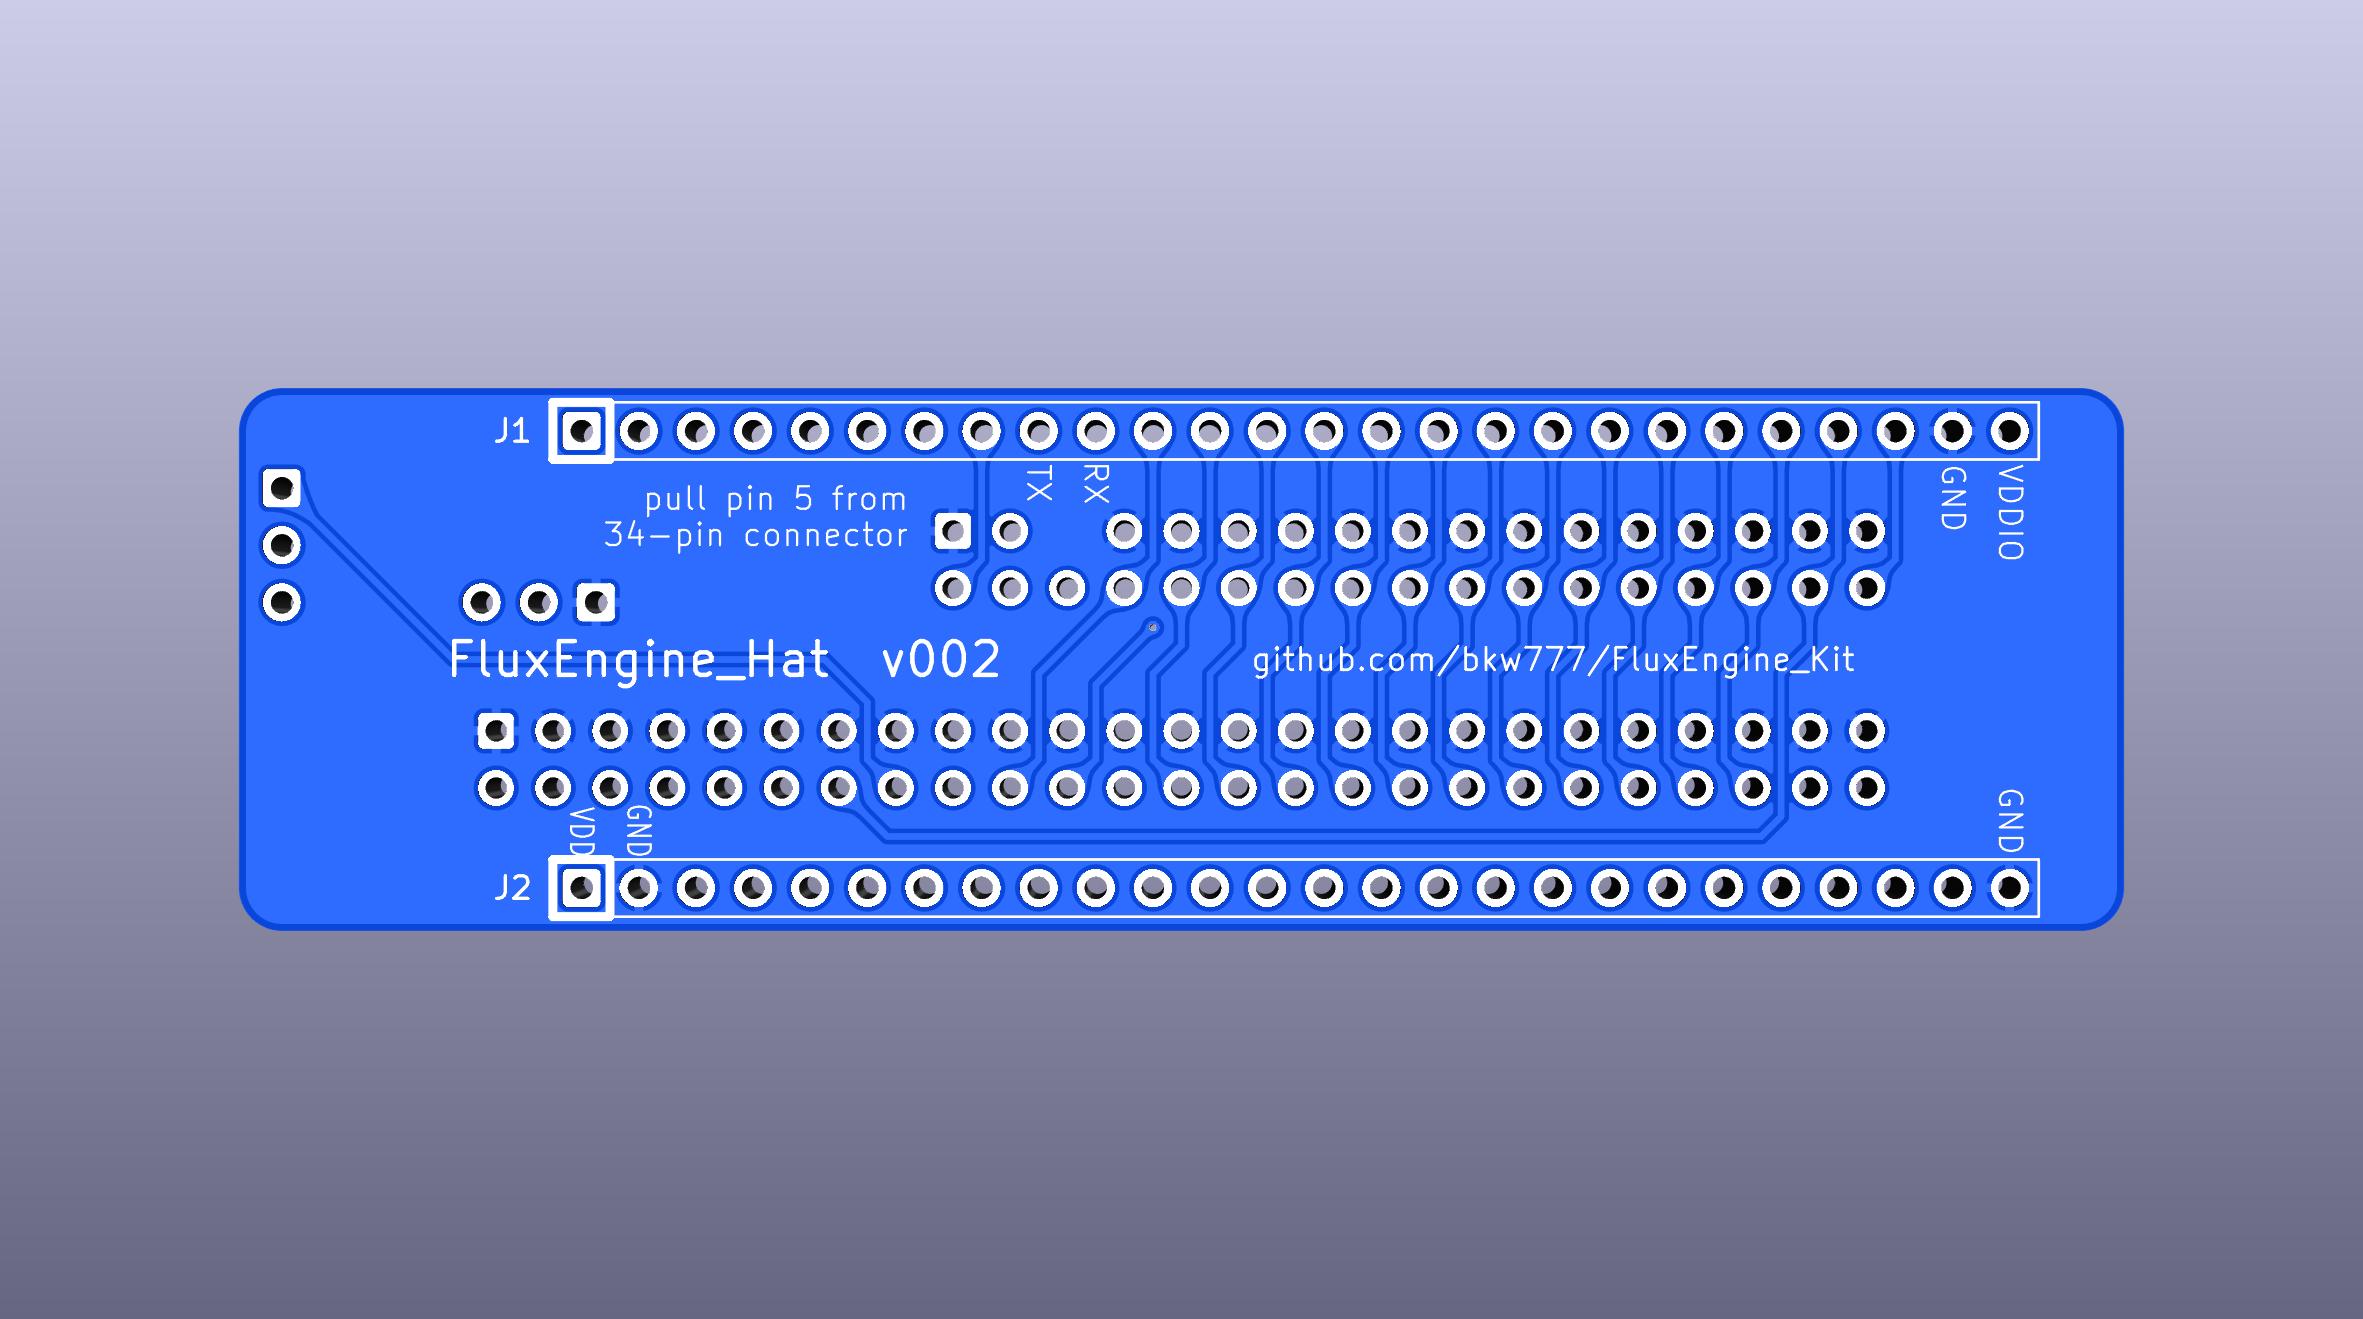 J1
TX
RX
GND
VDDIO
pull pin 5 from
34-pin connector
FluxEngine_Hat v002
github.com/bkw777/FluxEngine_Kit
VDD
GND
GND
J2